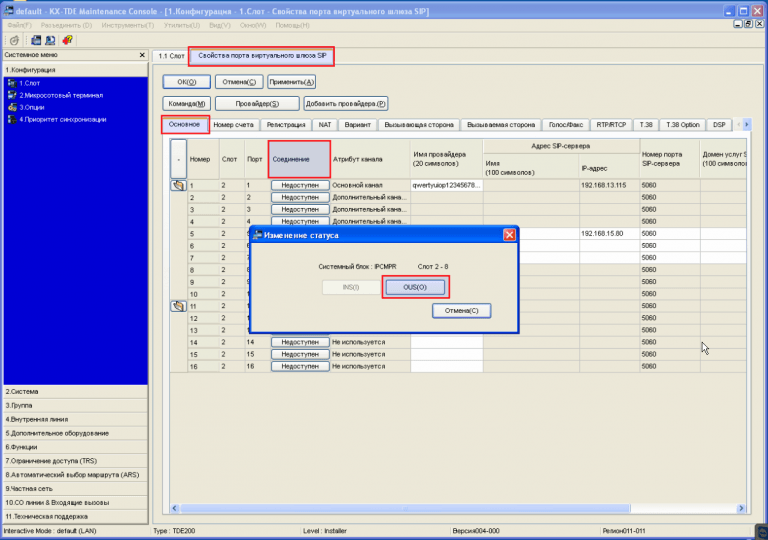 default - KX-TDE Maintenance Console - [1.Конфигурация - 1.Слот - Свойства порта виртуального шлюза SIP]
Файл(F) Разъединить (D) Инструменты(T) Утилиты(U) Вид(V) Окно(W) Помощь(H)
Системное меню
1.Конфигурация
1.Слот
2.Микросотовый терминал
3.Опции
4.Приоритет синхронизации
2.Система
3.Группа
4.Внутренняя линия
5.Дополнительное оборудование
6.Функции
7.Ограничение доступа (TRS)
8.Автоматический выбор маршрута (ARS)
9.Частная сеть
10.CO линии & Входящие вызовы
11.Техническая поддержка
1.1 Слот Свойства порта виртуального шлюза SIP
OK(O) Отмена(C) Применить(A)
Команда(M) Провайдер(S) Добавить провайдера (P)
Основное Номер счета Регистрация NAT Вариант Вызывающая сторона Вызываемая сторона Голос/Факс RTP/RTCP T.38 T.38 Option DSP
- Номер Слот Порт Соединение Атрибут канала Имя провайдера (20 символов) Адрес SIP-сервера Имя (100 символов) IP-адрес Номер порта SIP-сервера Домен услуг S (100 символов)
1 2 1 Недоступен Основной канал qwertyuiop12345678... 192.168.13.115 5060
2 2 2 Недоступен Дополнительный кана... 5060
3 2 3 Недоступен Дополнительный кана... 5060
4 2 4 Недоступен Дополнительный кана... 5060
5 2 192.168.15.80 5060
6 2 5060
7 2 5060
8 2 5060
9 2 5060
10 2 5060
11 2 5060
12 2 5060
13 2 5060
14 2 14 Недоступен Не используется 5060
15 2 15 Недоступен Не используется 5060
16 2 16 Недоступен Не используется 5060
Изменение статуса
Системный блок : IPCMPR Слот 2 - 8
INS(I) OUS(O)
Отмена(C)
Interactive Mode : default (LAN) Type : TDE200 Level : Installer Версия004-000 Регион011-011